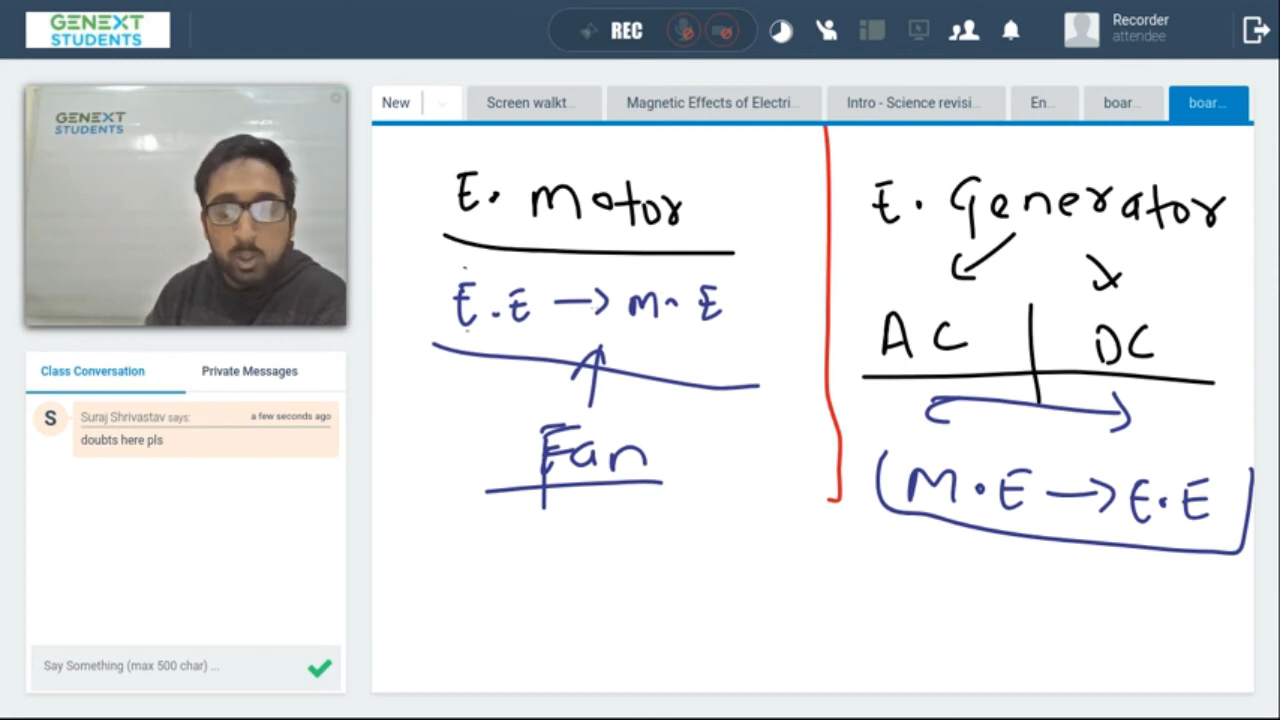 GENEXT
STUDENTS
REC
Recorder
attendee
GENEXT
STUDENTS
New
Screen walkt...
Magnetic Effects of Electri...
Intro - Science revisi...
En...
boar...
boar...
Class Conversation
Private Messages
S
Suraj Shrivastav says:
a few seconds ago
doubts here pls
Say Something (max 500 char) ...
E. Motor
E.E → M.E
Fan
E. Generator
AC
DC
(M.E → E.E